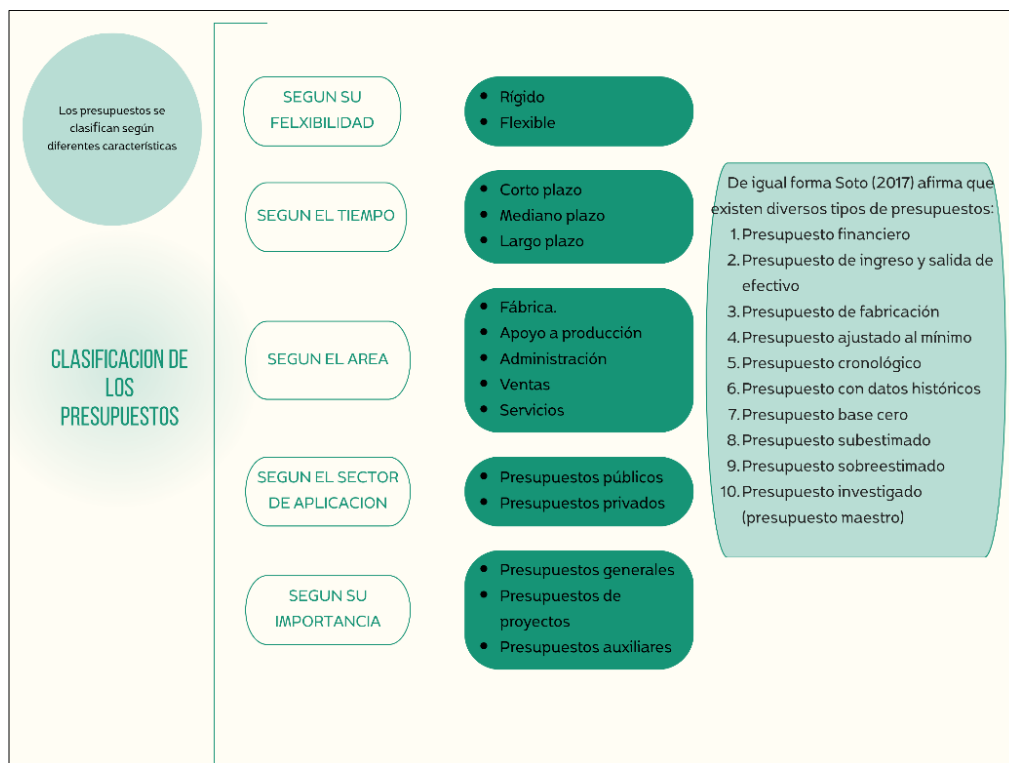 Los presupuestos se
clasifican según
diferentes características
CLASIFICACION DE
LOS
PRESUPUESTOS
SEGUN SU
FELXIBILIDAD
• Rígido
• Flexible
SEGUN EL TIEMPO
• Corto plazo
• Mediano plazo
• Largo plazo
SEGUN EL AREA
• Fábrica.
• Apoyo a producción
• Administración
• Ventas
• Servicios
SEGUN EL SECTOR
DE APLICACION
• Presupuestos públicos
• Presupuestos privados
SEGUN SU
IMPORTANCIA
• Presupuestos generales
• Presupuestos de
proyectos
• Presupuestos auxiliares
De igual forma Soto (2017) afirma que
existen diversos tipos de presupuestos:
1. Presupuesto financiero
2. Presupuesto de ingreso y salida de
efectivo
3. Presupuesto de fabricación
4. Presupuesto ajustado al mínimo
5. Presupuesto cronológico
6. Presupuesto con datos históricos
7. Presupuesto base cero
8. Presupuesto subestimado
9. Presupuesto sobreestimado
10. Presupuesto investigado
(presupuesto maestro)